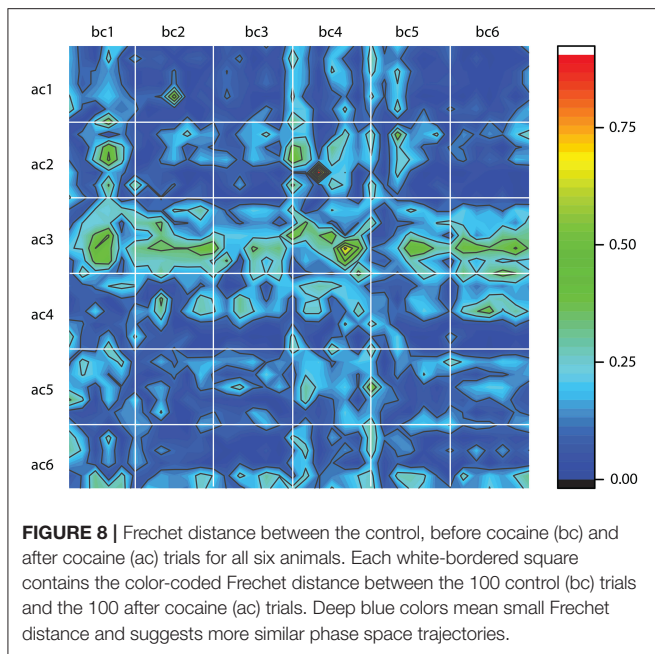 bc1 bc2 bc3 bc4 bc5 bc6
ac1
ac2
ac3
ac4
ac5
ac6
0.75
0.50
0.25
0.00
FIGURE 8 | Frechet distance between the control, before cocaine (bc) and
after cocaine (ac) trials for all six animals. Each white-bordered square
contains the color-coded Frechet distance between the 100 control (bc) trials
and the 100 after cocaine (ac) trials. Deep blue colors mean small Frechet
distance and suggests more similar phase space trajectories.